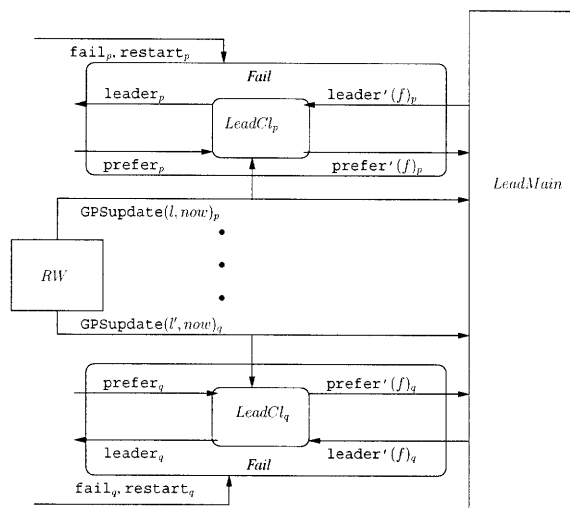 fail_p, restart_p
Fail
leader_p
leader'(f)_p
LeadCl_p
prefer_p
prefer'(f)_p
LeadMain
GPSupdate(l, now)_p
RW
GPSupdate(l', now)_q
prefer_q
prefer'(f)_q
LeadCl_q
leader_q
leader'(f)_q
Fail
fail_q, restart_q